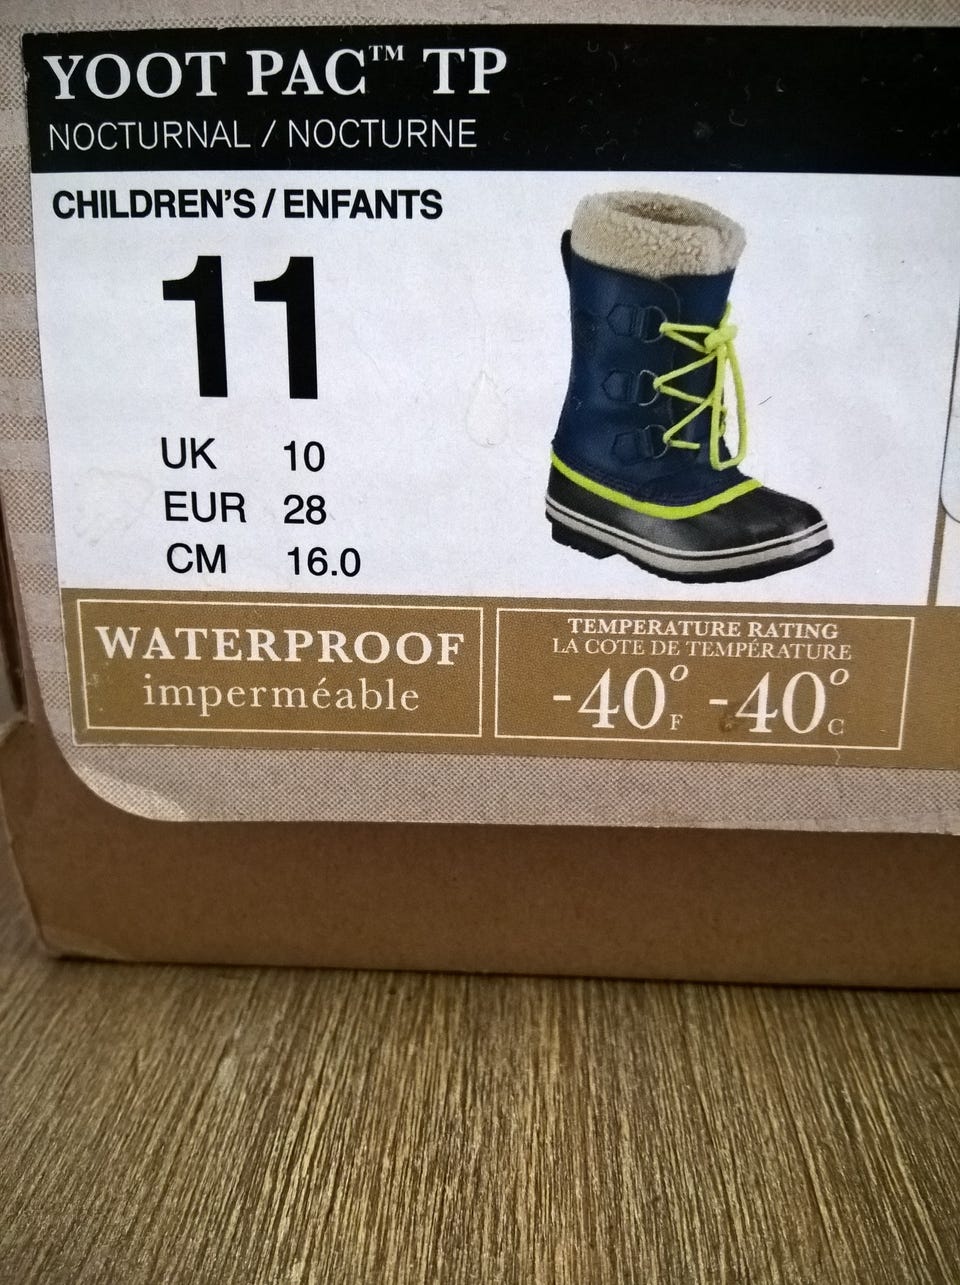 YOOT PAC™ TP
NOCTURNAL / NOCTURNE
CHILDREN'S / ENFANTS
11
UK 10
EUR 28
CM 16.0
WATERPROOF
imperméable
TEMPERATURE RATING
LA COTE DE TEMPÉRATURE
-40°F -40°C